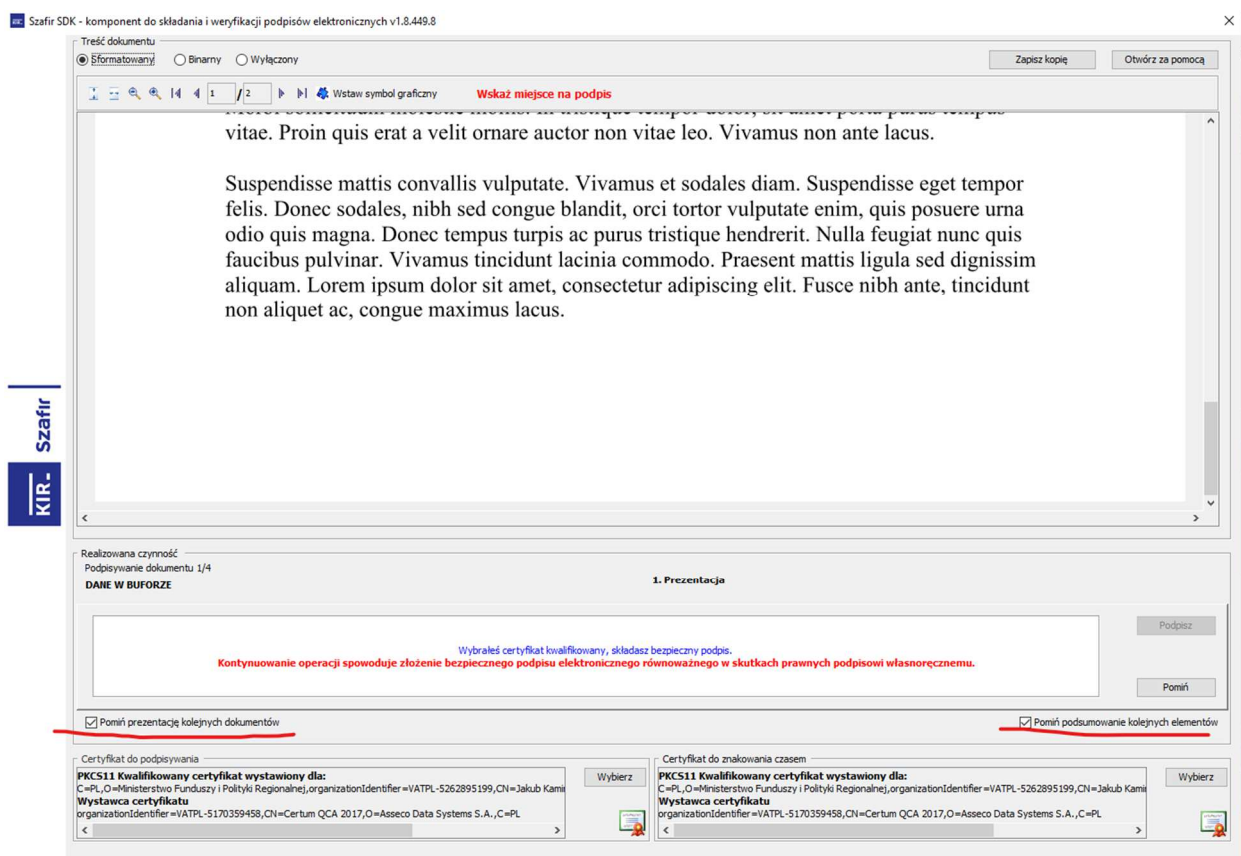 Szafir SDK - komponent do składania i weryfikacji podpisów elektronicznych v1.8.449.8
Treść dokumentu
Sformatowany Binarny Wyłączony Zapisz kopię Otwórz za pomocą
1 / 2 Wstaw symbol graficzny Wskaż miejsce na podpis
vitae. Proin quis erat a velit ornare auctor non vitae leo. Vivamus non ante lacus.
Suspendisse mattis convallis vulputate. Vivamus et sodales diam. Suspendisse eget tempor
felis. Donec sodales, nibh sed congue blandit, orci tortor vulputate enim, quis posuere urna
odio quis magna. Donec tempus turpis ac purus tristique hendrerit. Nulla feugiat nunc quis
faucibus pulvinar. Vivamus tincidunt lacinia commodo. Praesent mattis ligula sed dignissim
aliquam. Lorem ipsum dolor sit amet, consectetur adipiscing elit. Fusce nibh ante, tincidunt
non aliquet ac, congue maximus lacus.
KIR. Szafir
Realizowana czynność
Podpisywanie dokumentu 1/4
DANE W BUFORZE
1. Prezentacja
Podpisz
Wybrałeś certyfikat kwalifikowany, składasz bezpieczny podpis.
Kontynuowanie operacji spowoduje złożenie bezpiecznego podpisu elektronicznego równoważnego w skutkach prawnych podpisowi własnoręcznemu.
Pomiń
Pomiń prezentację kolejnych dokumentów Pomiń podsumowanie kolejnych elementów
Certyfikat do podpisywania
PKCS11 Kwalifikowany certyfikat wystawiony dla:
C=PL,O=Ministerstwo Funduszy i Polityki Regionalnej,organizationIdentifier=VATPL-5262895199,CN=Jakub Kami
Wystawca certyfikatu
organizationIdentifier=VATPL-5170359458,CN=Certum QCA 2017,O=Asseco Data Systems S.A.,C=PL
Wybierz
Certyfikat do znakowania czasem
PKCS11 Kwalifikowany certyfikat wystawiony dla:
C=PL,O=Ministerstwo Funduszy i Polityki Regionalnej,organizationIdentifier=VATPL-5262895199,CN=Jakub Kami
Wystawca certyfikatu
organizationIdentifier=VATPL-5170359458,CN=Certum QCA 2017,O=Asseco Data Systems S.A.,C=PL
Wybierz